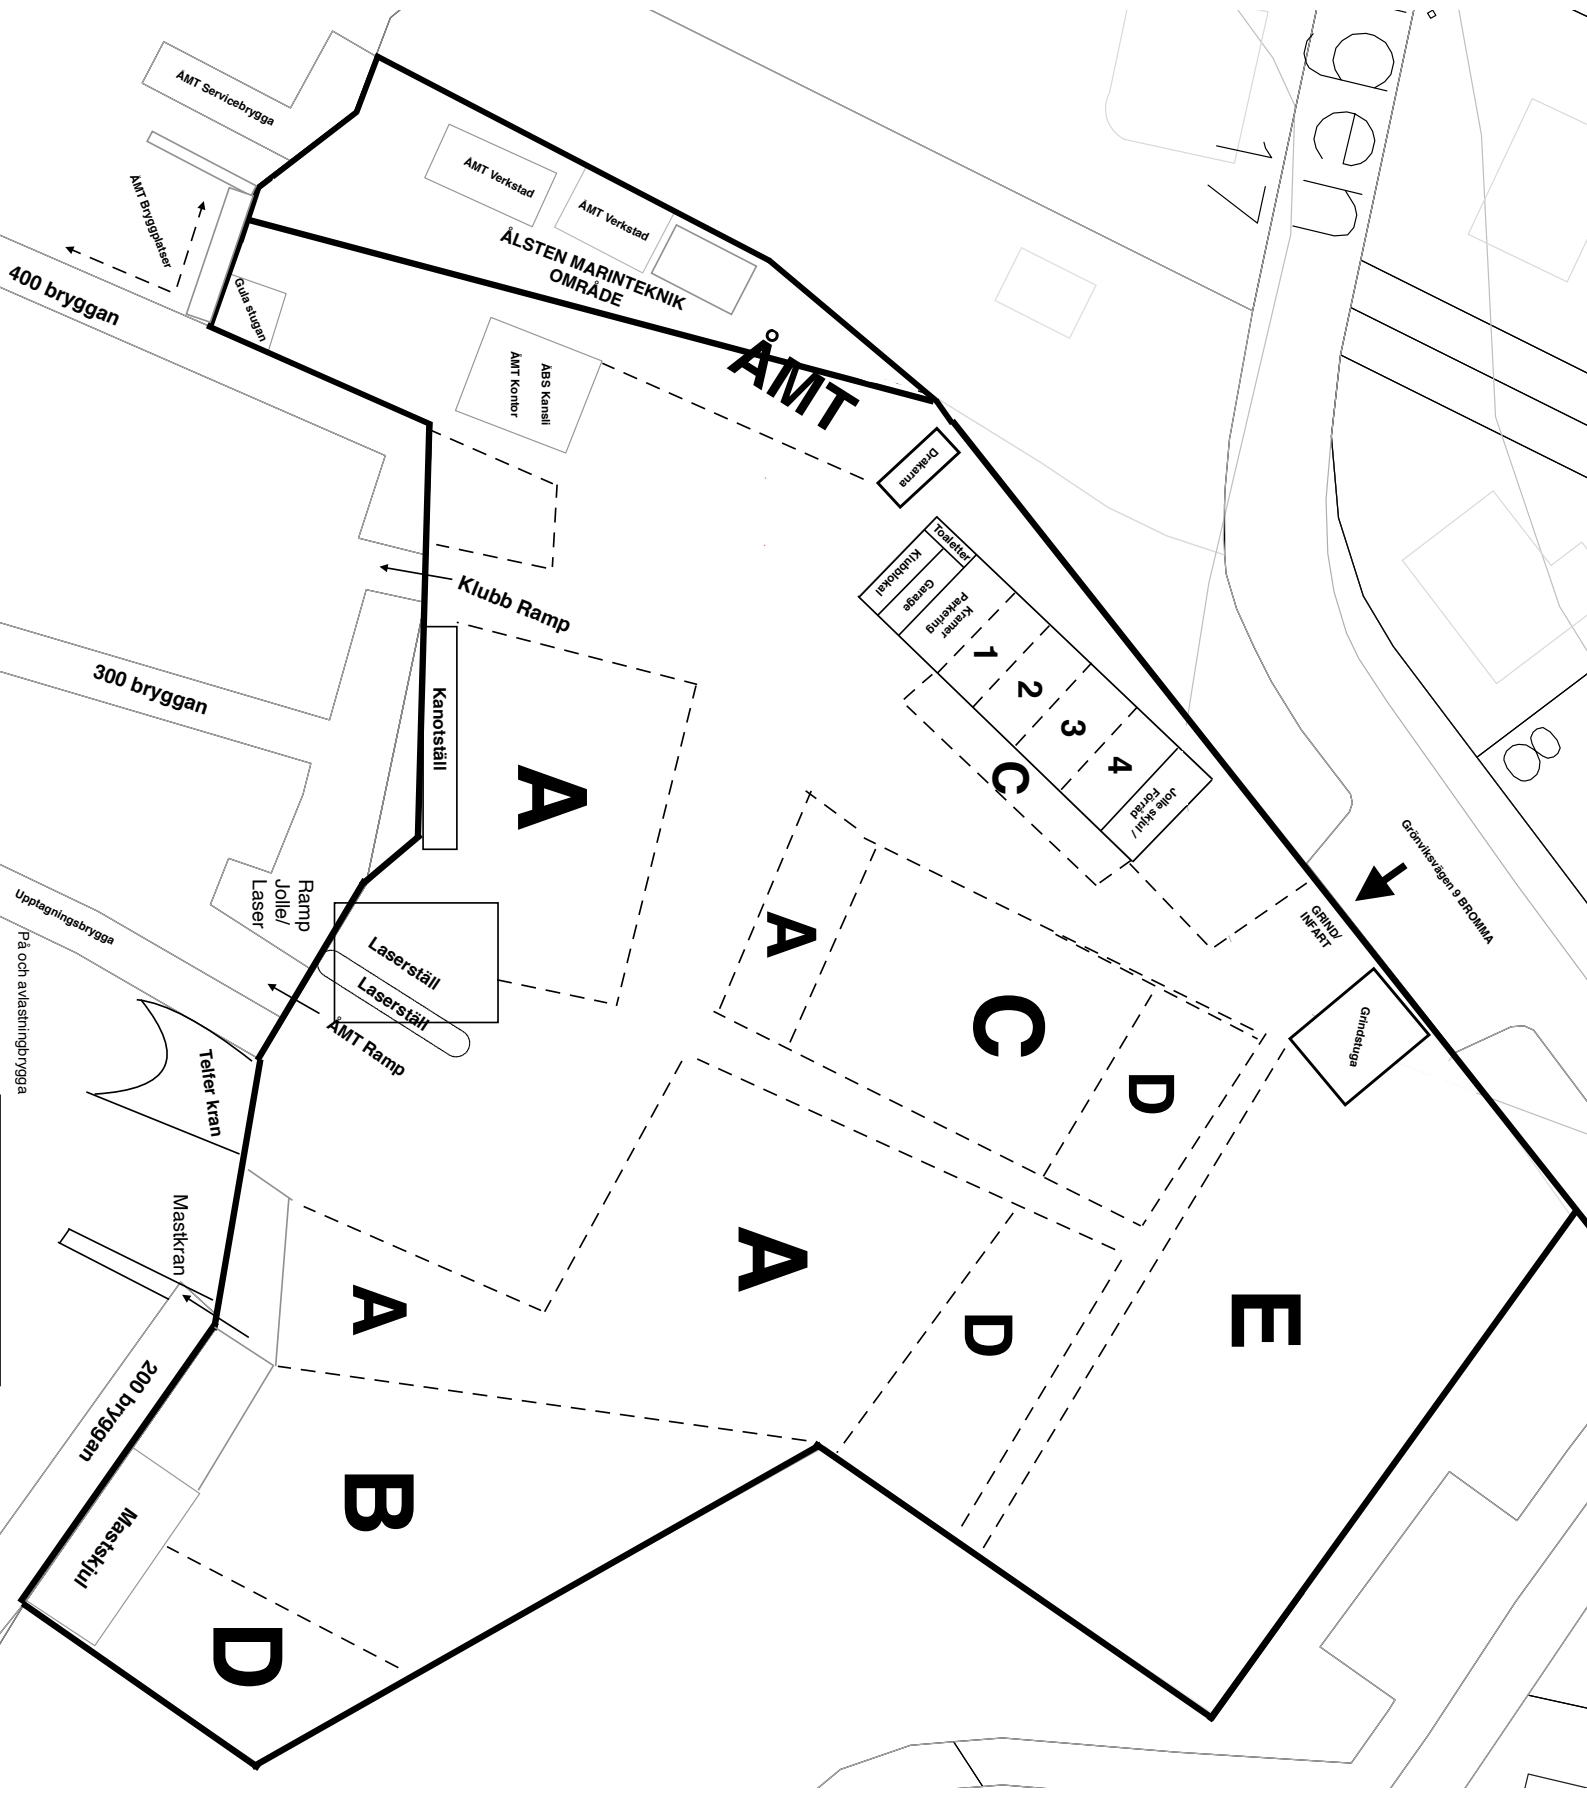 ÅMT Servicebrygga
ÅMT Verkstad
ÅMT Verkstad
ÅLSTEN MARINTEKNIK
OMRÅDE
ÅMT Bryggplatser
400 bryggan
Gula stugan
ÅBS Kansli
ÅMT Kontor
ÅMT
Drakarna
Toaletter
Klubblokal
Garage
Kramer
Parkering
1
2
3
4
Jolle skjul /
Förråd
C
Klubb Ramp
300 bryggan
Kanotställ
A
Grönviksvägen 9 BROMMA
GRIND/
INFART
Grindstuga
Ramp
Jolle/
Laser
Upptagningsbrygga
På och avlastningbrygga
Laserställ
Laserställ
ÅMT Ramp
A
C
D
Telfer kran
Mastkran
A
A
D
E
200 bryggan
B
Mastskjul
D